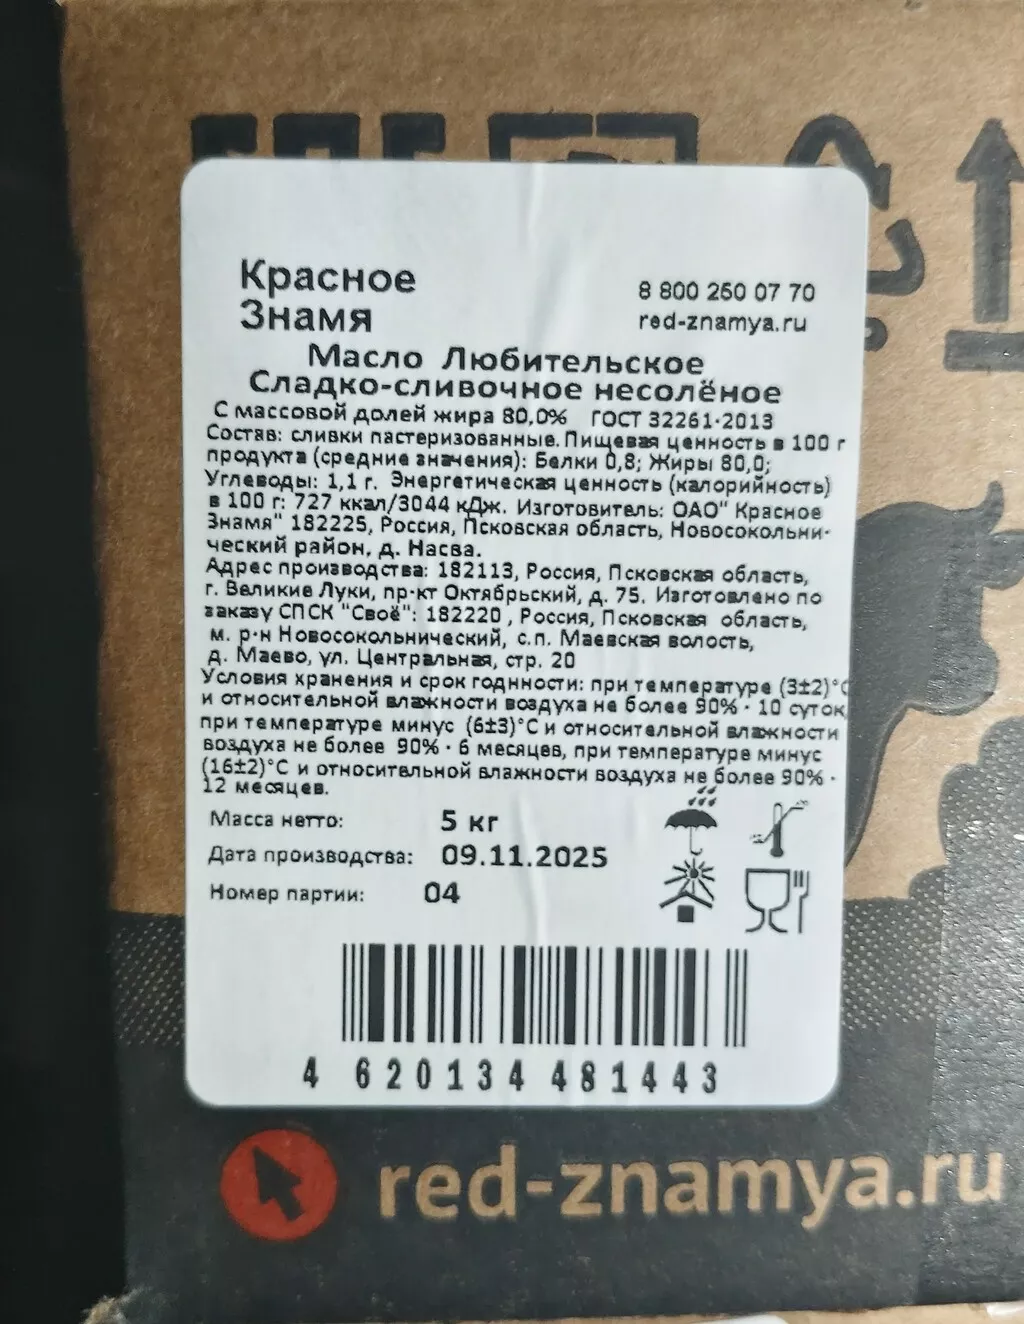 Красное
Знамя
8 800 250 07 70
red-znamya.ru
Масло Любительское
Сладко-сливочное несолёное
С массовой долей жира 80,0% ГОСТ 32261-2013
Состав: сливки пастеризованные. Пищевая ценность в 100 г
продукта (средние значения): Белки 0,8; Жиры 80,0;
Углеводы: 1,1 г. Энергетическая ценность (калорийность)
в 100 г: 727 ккал/3044 кДж. Изготовитель: ОАО" Красное
Знамя" 182225, Россия, Псковская область, Новосокольни-
ческий район, д. Насва.
Адрес производства: 182113, Россия, Псковская область,
г. Великие Луки, пр-кт Октябрьский, д. 75. Изготовлено по
заказу СПСК "Своё": 182220 , Россия, Псковская область,
м. р-н Новосокольнический, с.п. Маевская волость,
д. Маево, ул. Центральная, стр. 20
Условия хранения и срок годнности: при температуре (3±2)°С
и относительной влажности воздуха не более 90% - 10 суток,
при температуре минус (6±3)°С и относительной влажности
воздуха не более 90% - 6 месяцев, при температуре минус
(16±2)°С и относительной влажности воздуха не более 90% -
12 месяцев.
Масса нетто: 5 кг
Дата производства: 09.11.2025
Номер партии: 04
4 620134 481443
red-znamya.ru